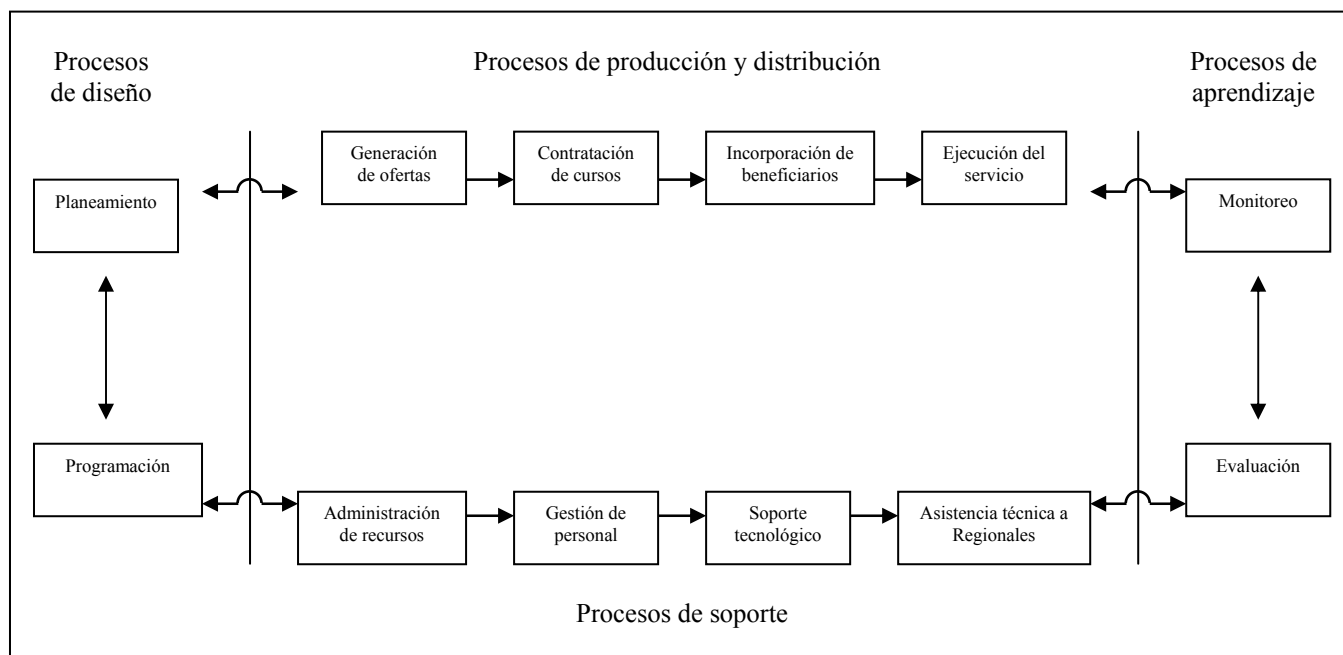 Procesos
de diseño
Procesos de producción y distribución
Procesos de
aprendizaje
Generación
de ofertas
Contratación
de cursos
Incorporación de
beneficiarios
Ejecución del
servicio
Planeamiento
Monitoreo
Programación
Evaluación
Administración
de recursos
Gestión de
personal
Soporte
tecnológico
Asistencia técnica a
Regionales
Procesos de soporte